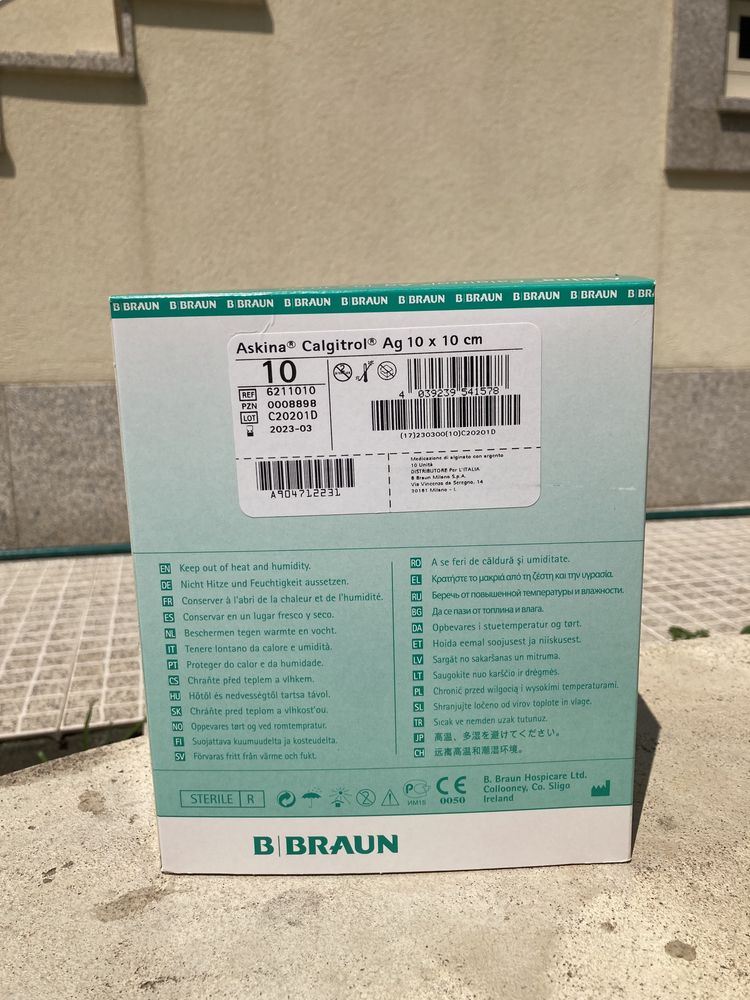 B BRAUN B BRAUN B BRAUN B BRAUN B BRAUN B BRAUN B BRAUN B BRAUN B BRAUN B BR
Askina® Calgitrol® Ag 10 x 10 cm
10
REF 6211010
PZN 0008898
LOT C20201D
2023-03
4 039239 541578
(17)230300(10)C20201D
A904712231
Medicazione di alginato con argento
10 Unità
DISTRIBUTORE Per L'ITALIA
B Braun Milano S.p.A.
Via Vincenzo da Seregno, 14
20161 Milano - I.
EN Keep out of heat and humidity.
DE Nicht Hitze und Feuchtigkeit aussetzen.
FR Conserver à l'abri de la chaleur et de l'humidité.
ES Conservar en un lugar fresco y seco.
NL Beschermen tegen warmte en vocht.
IT Tenere lontano da calore e umidità.
PT Proteger do calor e da humidade.
CS Chraňte před teplem a vlhkem.
HU Hőtől és nedvességtől tartsa távol.
SK Chráňte pred teplom a vlhkosťou.
NO Oppevares tørt og ved romtemperatur.
FI Suojattava kuumuudelta ja kosteudelta.
SV Förvaras fritt från värme och fukt.
RO A se feri de căldură şi umiditate.
EL Κρατήστε το μακριά από τη ζέστη και την υγρασία.
RU Беречь от повышенной температуры и влажности.
BG Да се пази от топлина и влага.
DA Opbevares i stuetemperatur og tørt.
ET Hoida eemal soojusest ja niiskusest.
LV Sargāt no sakaršanas un mitruma.
LT Saugokite nuo karščio ir drėgmės.
PL Chronić przed wilgocią i wysokimi temperaturami.
SL Shranjujte ločeno od virov toplote in vlage.
TR Sıcak ve nemden uzak tutunuz.
JP 高温、多湿を避けてください。
CH 远离高温和潮湿环境。
STERILE R
ИМ15
CE 0050
B. Braun Hospicare Ltd.
Collooney, Co. Sligo
Ireland
B BRAUN